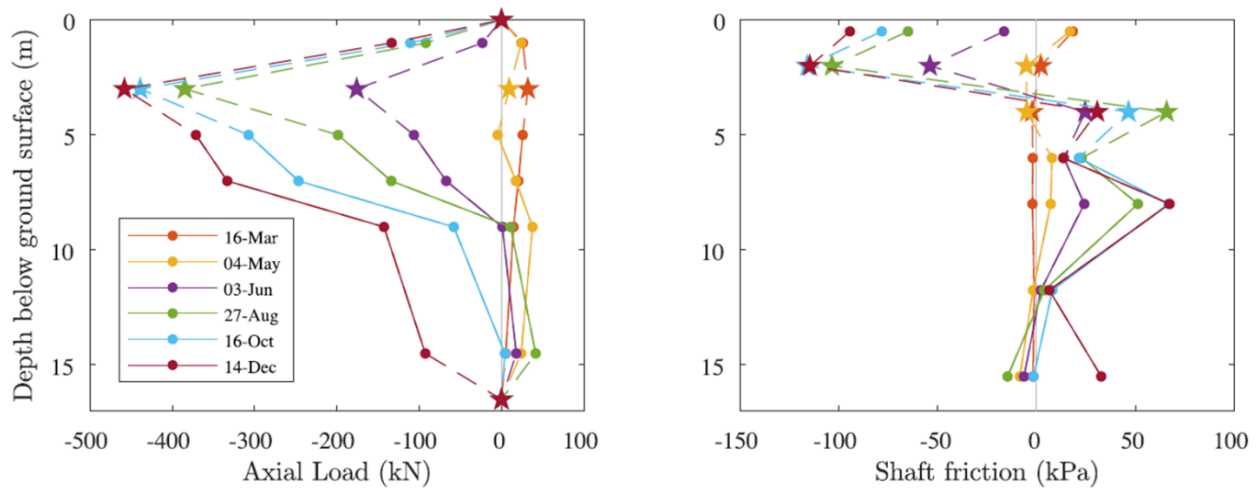 Depth below ground surface (m)
0
5
10
15
16-Mar
04-May
03-Jun
27-Aug
16-Oct
14-Dec
-500 -400 -300 -200 -100 0 100
Axial Load (kN)
0
5
10
15
-150 -100 -50 0 50 100
Shaft friction (kPa)